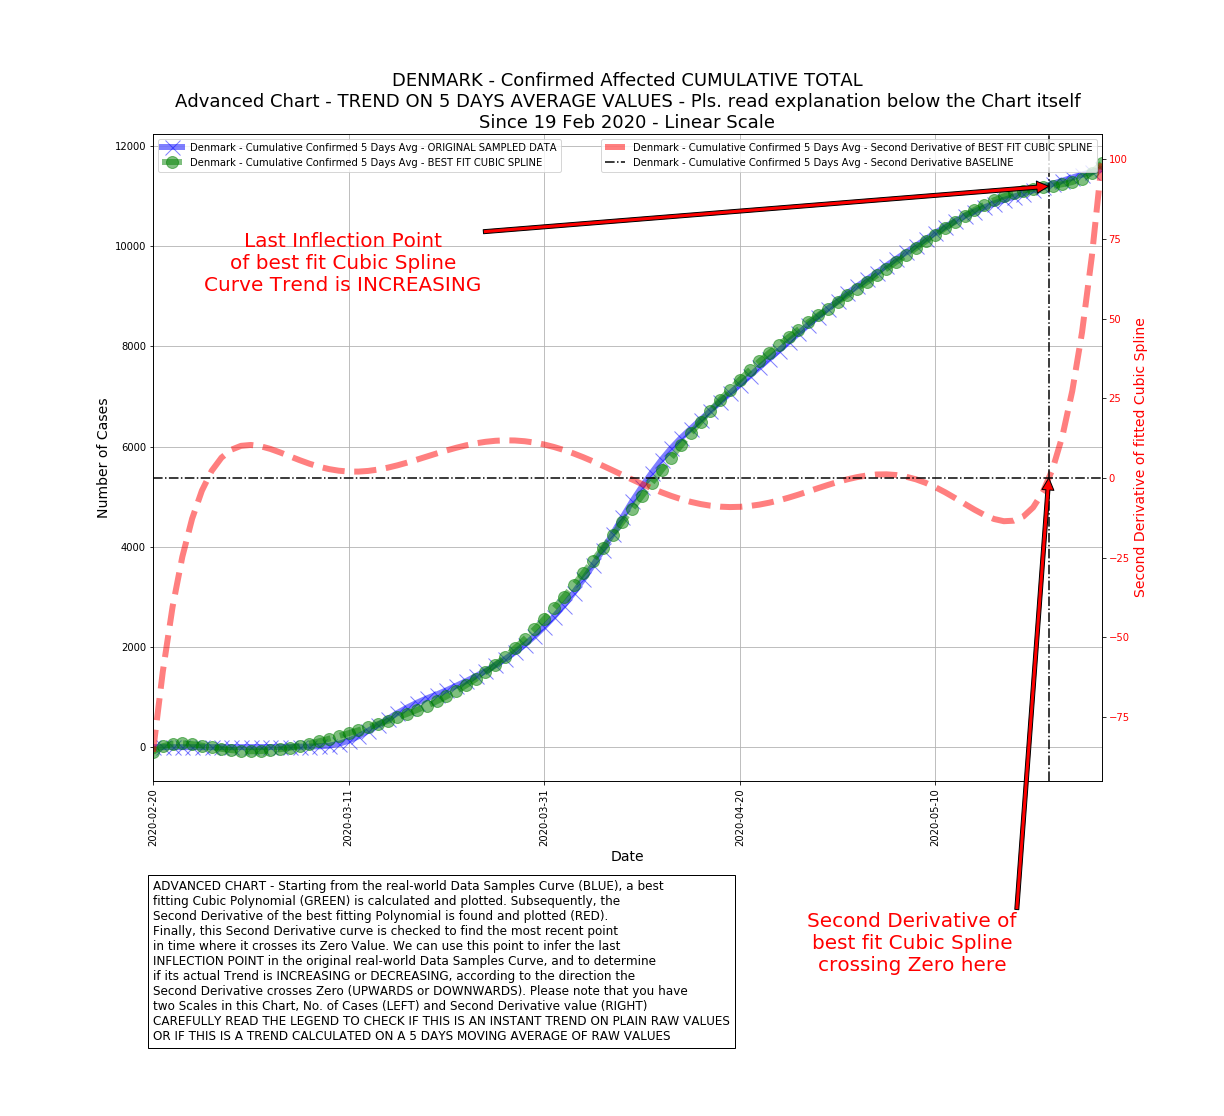 DENMARK - Confirmed Affected CUMULATIVE TOTAL
Advanced Chart - TREND ON 5 DAYS AVERAGE VALUES - Pls. read explanation below the Chart itself
Since 19 Feb 2020 - Linear Scale
Denmark - Cumulative Confirmed 5 Days Avg - ORIGINAL SAMPLED DATA
Denmark - Cumulative Confirmed 5 Days Avg - BEST FIT CUBIC SPLINE
Denmark - Cumulative Confirmed 5 Days Avg - Second Derivative of BEST FIT CUBIC SPLINE
Denmark - Cumulative Confirmed 5 Days Avg - Second Derivative BASELINE
Last Inflection Point
of best fit Cubic Spline
Curve Trend is INCREASING
Number of Cases
12000
10000
8000
6000
4000
2000
0
100
75
50
25
0
−25
−50
−75
Second Derivative of fitted Cubic Spline
2020-02-20
2020-03-11
2020-03-31
2020-04-20
2020-05-10
Date
ADVANCED CHART - Starting from the real-world Data Samples Curve (BLUE), a best
fitting Cubic Polynomial (GREEN) is calculated and plotted. Subsequently, the
Second Derivative of the best fitting Polynomial is found and plotted (RED).
Finally, this Second Derivative curve is checked to find the most recent point
in time where it crosses its Zero Value. We can use this point to infer the last
INFLECTION POINT in the original real-world Data Samples Curve, and to determine
if its actual Trend is INCREASING or DECREASING, according to the direction the
Second Derivative crosses Zero (UPWARDS or DOWNWARDS). Please note that you have
two Scales in this Chart, No. of Cases (LEFT) and Second Derivative value (RIGHT)
CAREFULLY READ THE LEGEND TO CHECK IF THIS IS AN INSTANT TREND ON PLAIN RAW VALUES
OR IF THIS IS A TREND CALCULATED ON A 5 DAYS MOVING AVERAGE OF RAW VALUES
Second Derivative of
best fit Cubic Spline
crossing Zero here